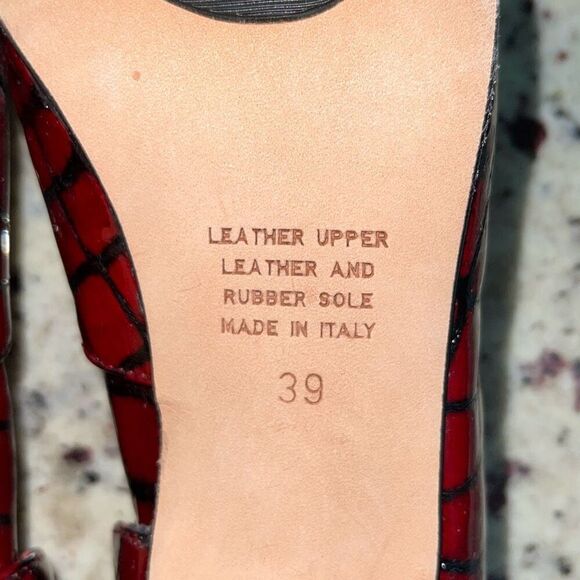 LEATHER UPPER
LEATHER AND
RUBBER SOLE
MADE IN ITALY
39